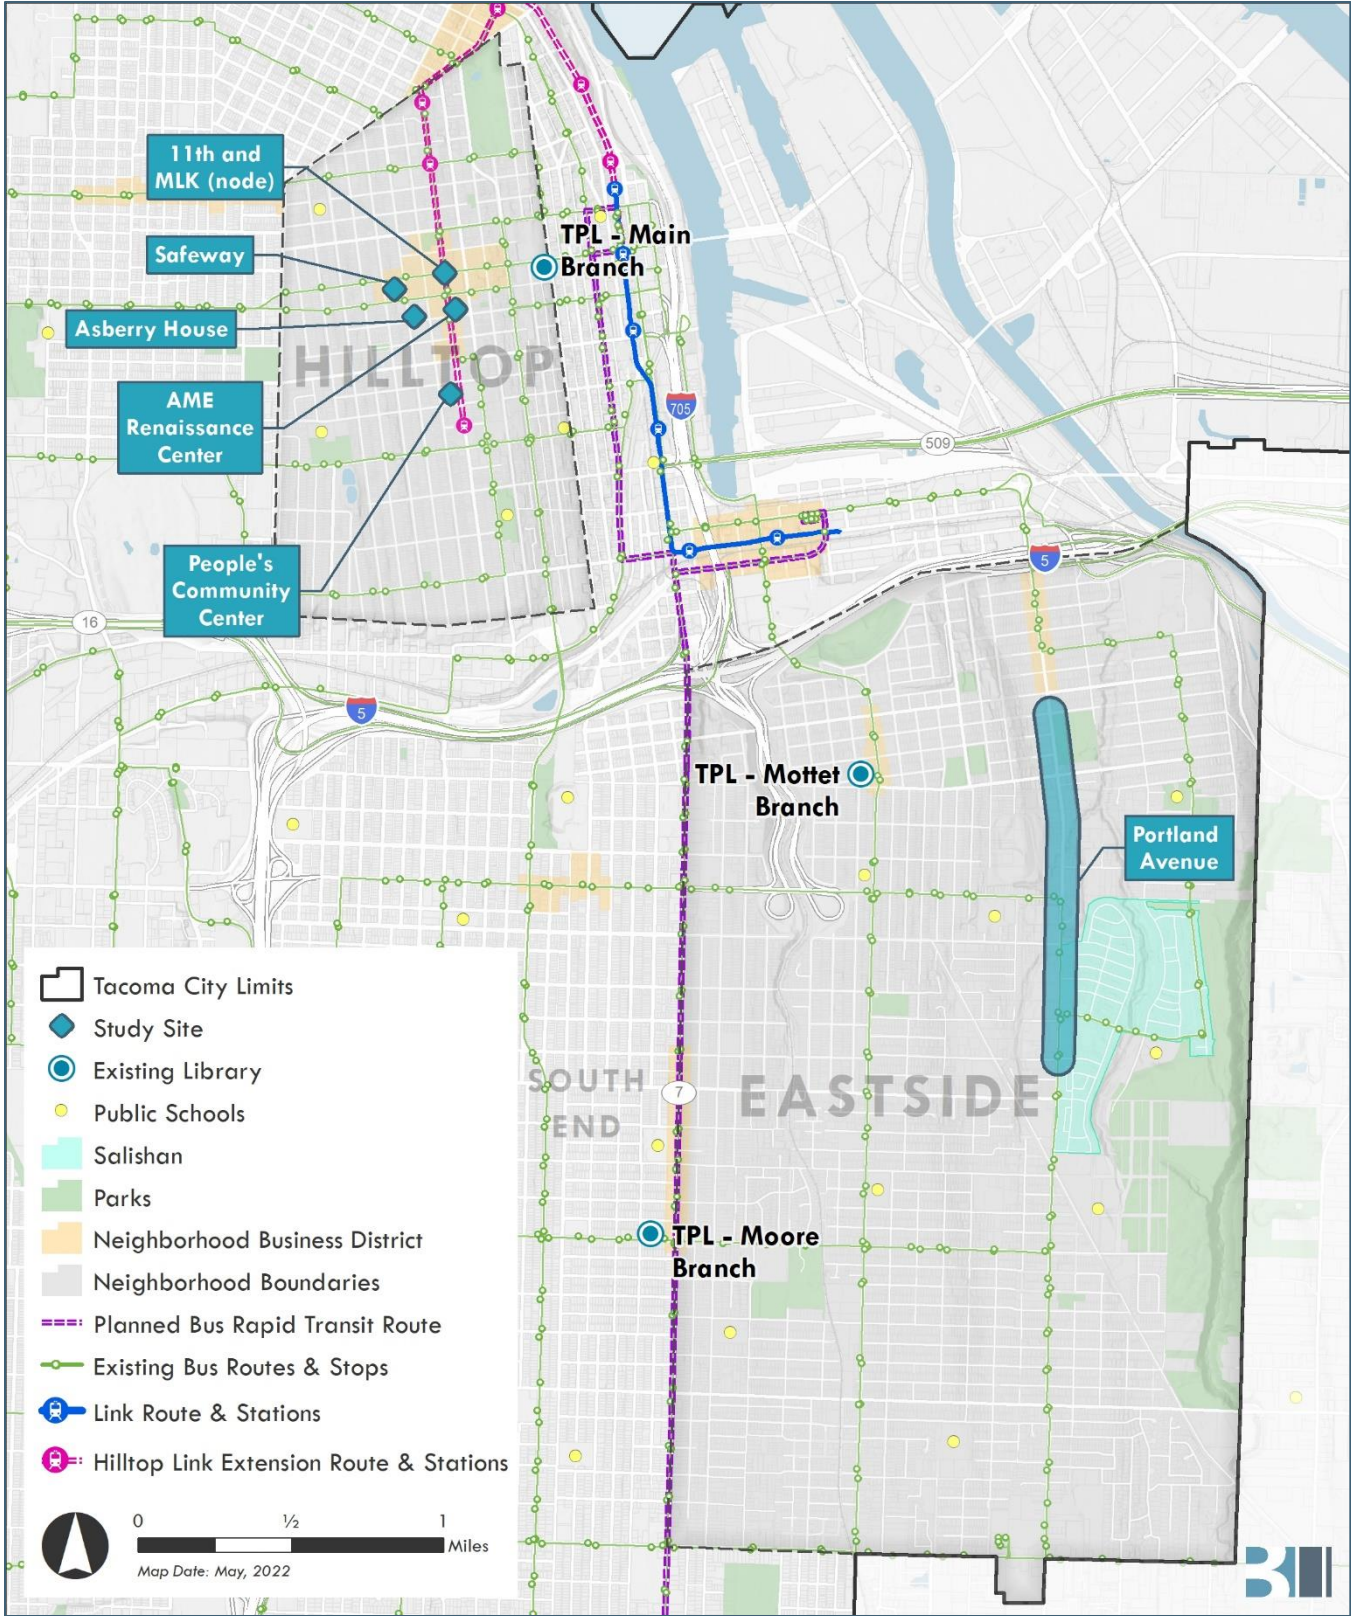 11th and
MLK (node)
Safeway
Asberry House
AME
Renaissance
Center
People's
Community
Center
TPL - Main
Branch
HILLTOP
705
509
5
16
5
TPL - Mottet
Branch
Portland
Avenue
SOUTH
END
7
EASTSIDE
TPL - Moore
Branch
Tacoma City Limits
Study Site
Existing Library
Public Schools
Salishan
Parks
Neighborhood Business District
Neighborhood Boundaries
Planned Bus Rapid Transit Route
Existing Bus Routes & Stops
Link Route & Stations
Hilltop Link Extension Route & Stations
0 ½ 1
Miles
Map Date: May, 2022